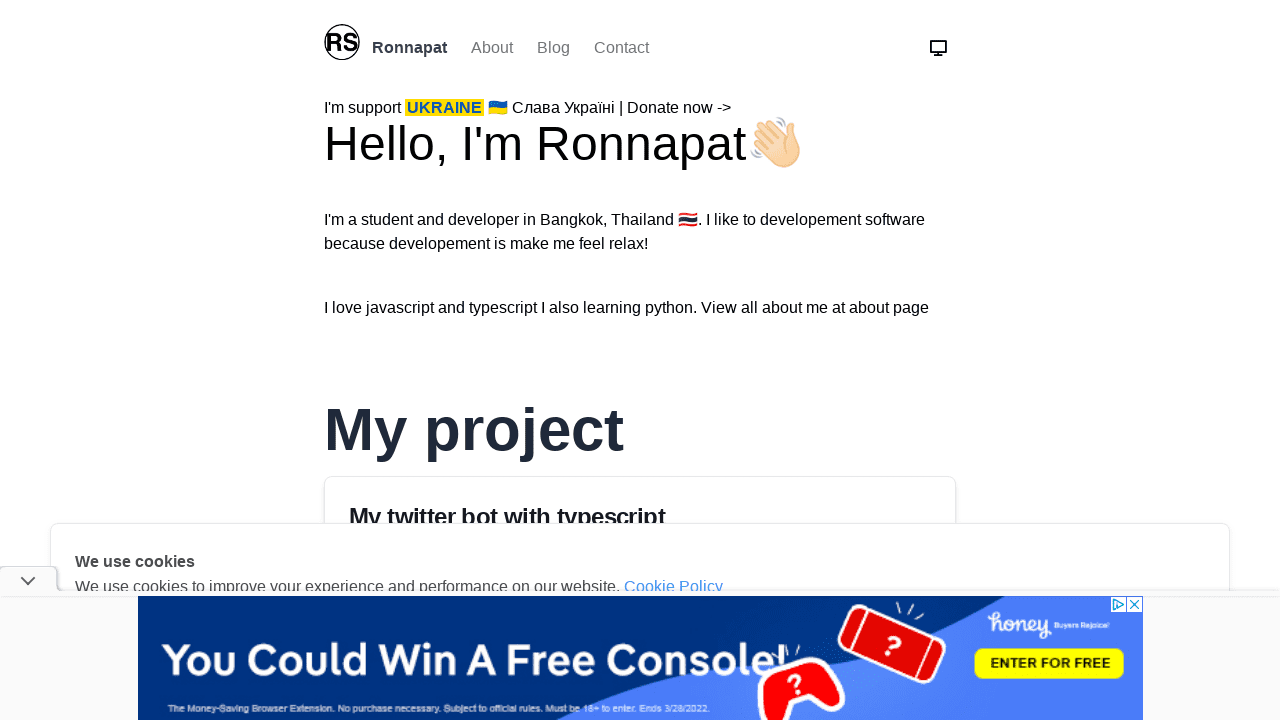 RS
Ronnapat About Blog Contact
I'm support UKRAINE 🇺🇦 Слава Україні | Donate now ->
Hello, I'm Ronnapat👋🏻
I'm a student and developer in Bangkok, Thailand 🇹🇭. I like to developement software
because developement is make me feel relax!
I love javascript and typescript I also learning python. View all about me at about page
My project
My twitter bot with typescript
We use cookies
We use cookies to improve your experience and performance on our website. Cookie Policy
honey Buyers Rejoice!
You Could Win A Free Console!
ENTER FOR FREE
The Money-Saving Browser Extension. No purchase necessary. Subject to official rules. Must be 18+ to enter. Ends 3/28/2022.